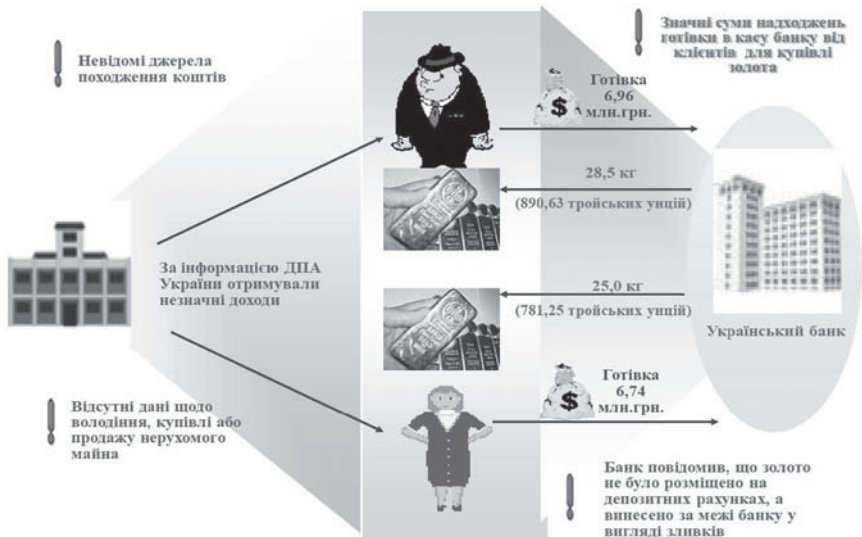 Невідомі джерела
походження коштів
Значні суми надходжень
готівки в касу банку від
клієнтів для купівлі
золота
Готівка
6,96
млн.грн.
$
28,5 кг
(890,63 тройських унцій)
За інформацією ДПА
України отримували
незначні доходи
25,0 кг
(781,25 тройських унцій)
Український банк
Готівка
6,74
млн.грн.
$
Відсутні дані щодо
володіння, купівлі або
продажу нерухомого
майна
Банк повідомив, що золото
не було розміщено на
депозитних рахунках, а
винесено за межі банку у
вигляді зливків